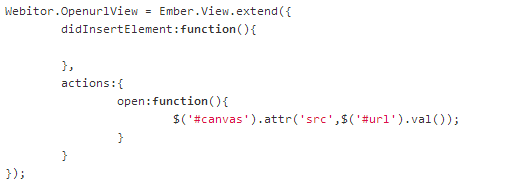 Webitor.OpenurlView = Ember.View.extend({
        didInsertElement:function(){

        },
        actions:{
                open:function(){
                        $('#canvas').attr('src',$('#url').val());
                }
        }
});